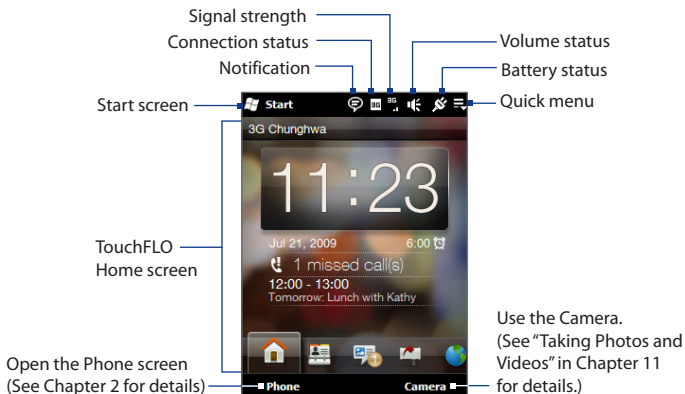 Signal strength
Connection status
Notification
Volume status
Battery status
Quick menu
Start screen
Start
3G
3G
3G Chunghwa
11:23
Jul 21, 2009
6:00
1 missed call(s)
12:00 - 13:00
Tomorrow: Lunch with Kathy
1
TouchFLO
Home screen
Use the Camera.
(See “Taking Photos and
Videos” in Chapter 11
for details.)
Open the Phone screen
(See Chapter 2 for details)
Phone
Camera